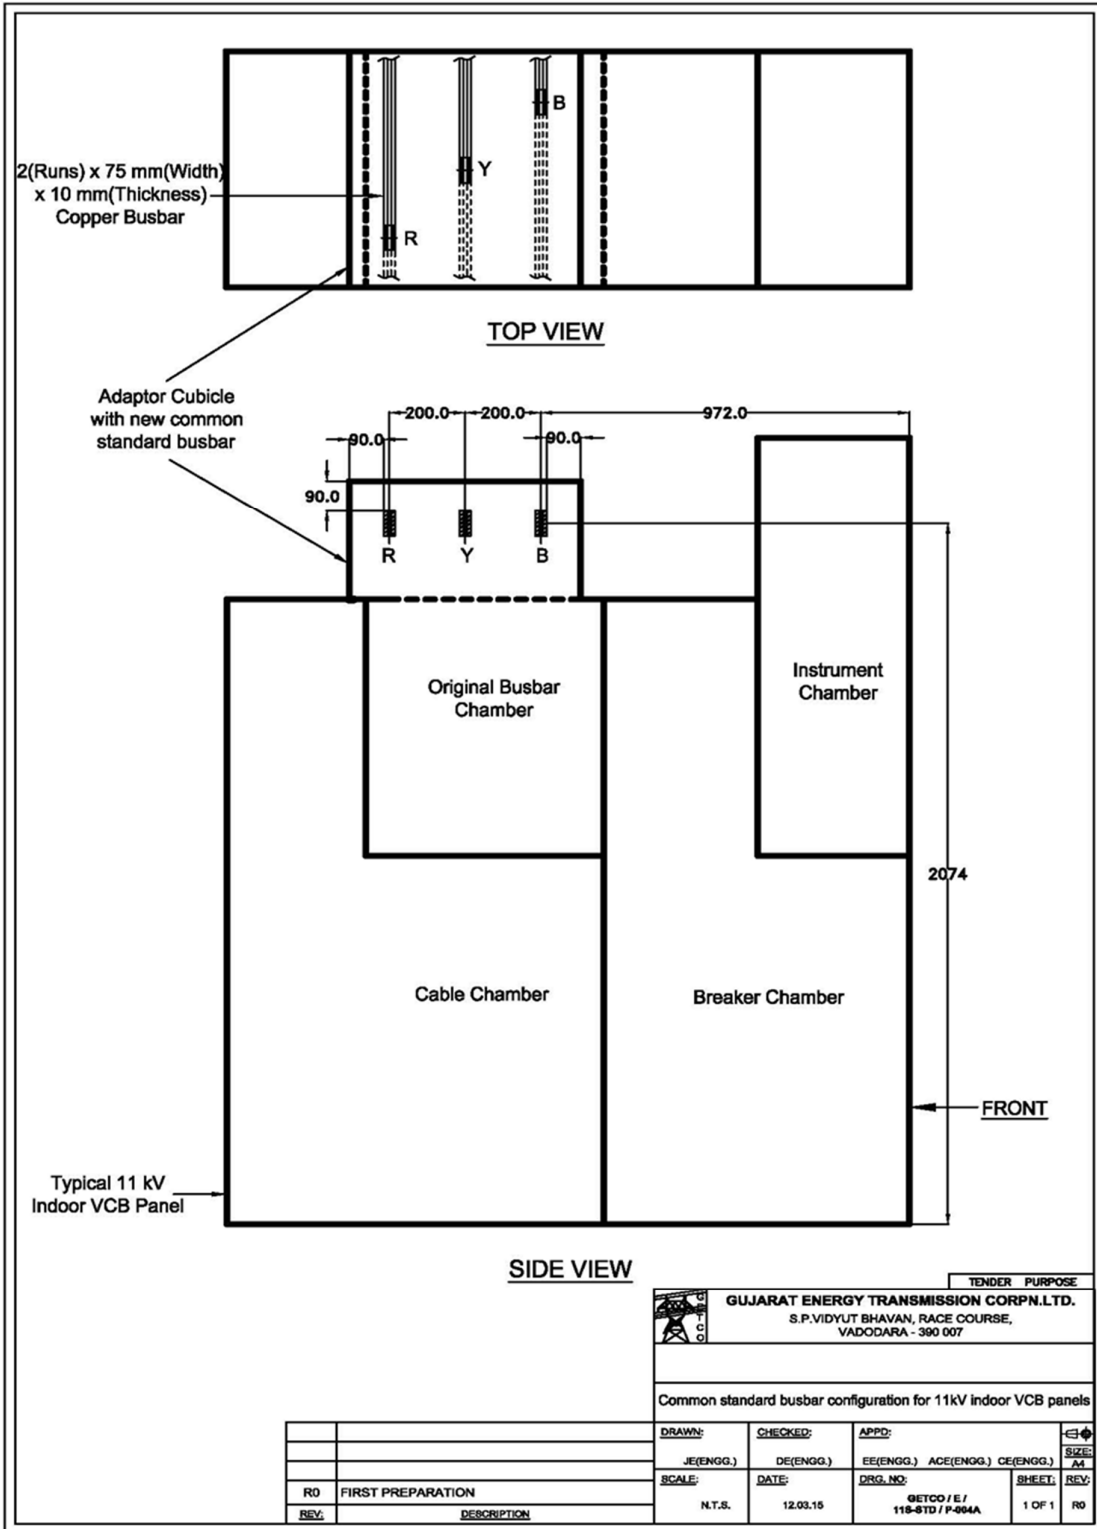 B
2(Runs) x 75 mm(Width)
x 10 mm(Thickness)
Copper Busbar
Y
R
TOP VIEW
Adaptor Cubicle
with new common
standard busbar
200.0
200.0
972.0
90.0
90.0
90.0
R
Y
B
Original Busbar
Chamber
Instrument
Chamber
2074
Cable Chamber
Breaker Chamber
FRONT
Typical 11 kV
Indoor VCB Panel
SIDE VIEW
TENDER PURPOSE
GETCO
GUJARAT ENERGY TRANSMISSION CORPN.LTD.
S.P.VIDYUT BHAVAN, RACE COURSE,
VADODARA - 390 007
Common standard busbar configuration for 11kV indoor VCB panels
DRAWN:
JE(ENGG.)
CHECKED:
DE(ENGG.)
APPD:
EE(ENGG.) ACE(ENGG.) CE(ENGG.)
SIZE:
A4
SCALE:
N.T.S.
DATE:
12.03.15
DRG. NO:
GETCO / E /
11S-STD / P-004A
SHEET:
1 OF 1
REV:
R0
R0 FIRST PREPARATION
REV: DESCRIPTION